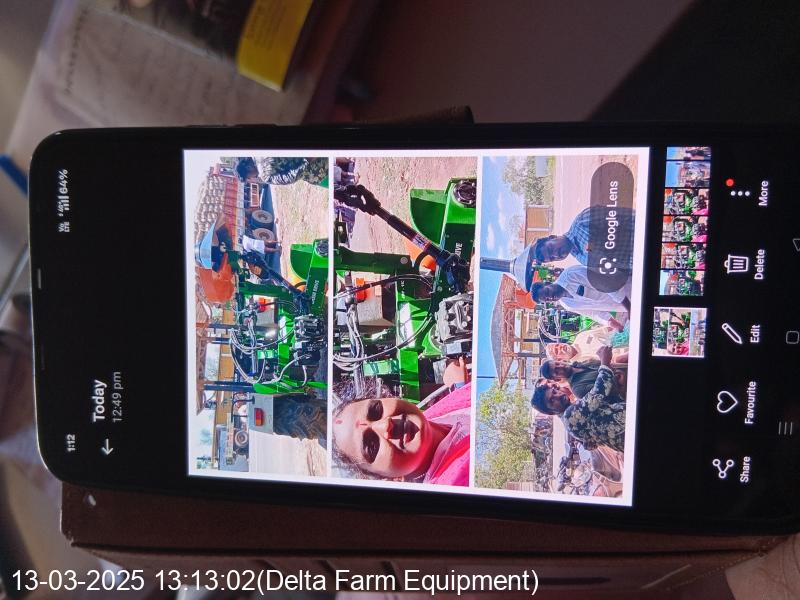 1:12
64%
Today
12:49 pm
DRIVE
Google Lens
Share
Favourite
Edit
Delete
More
13-03-2025 13:13:02(Delta Farm Equipment)